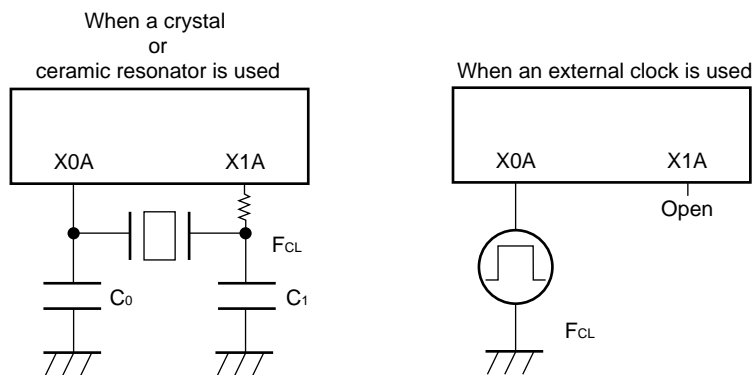 When a crystal
or
ceramic resonator is used
X0A X1A
FCL
C0 C1
When an external clock is used
X0A X1A
Open
FCL